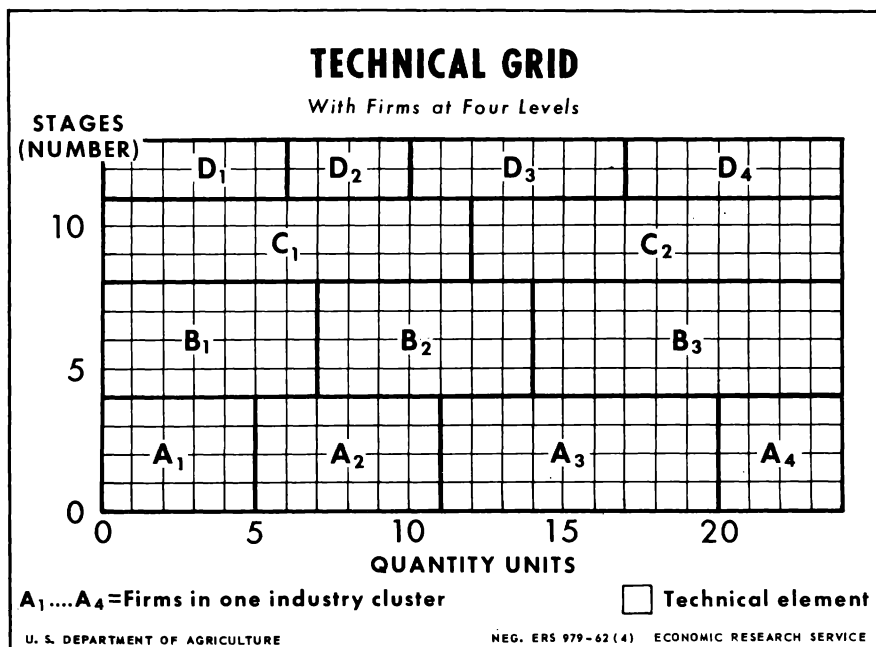 TECHNICAL GRID
With Firms at Four Levels
STAGES
(NUMBER)
D₁ D₂ D₃ D₄
10
C₁ C₂
B₁ B₂ B₃
5
A₁ A₂ A₃ A₄
0
0 5 10 15 20
QUANTITY UNITS
A₁....A₄=Firms in one industry cluster
Technical element
U. S. DEPARTMENT OF AGRICULTURE
NEG. ERS 979-62(4) ECONOMIC RESEARCH SERVICE